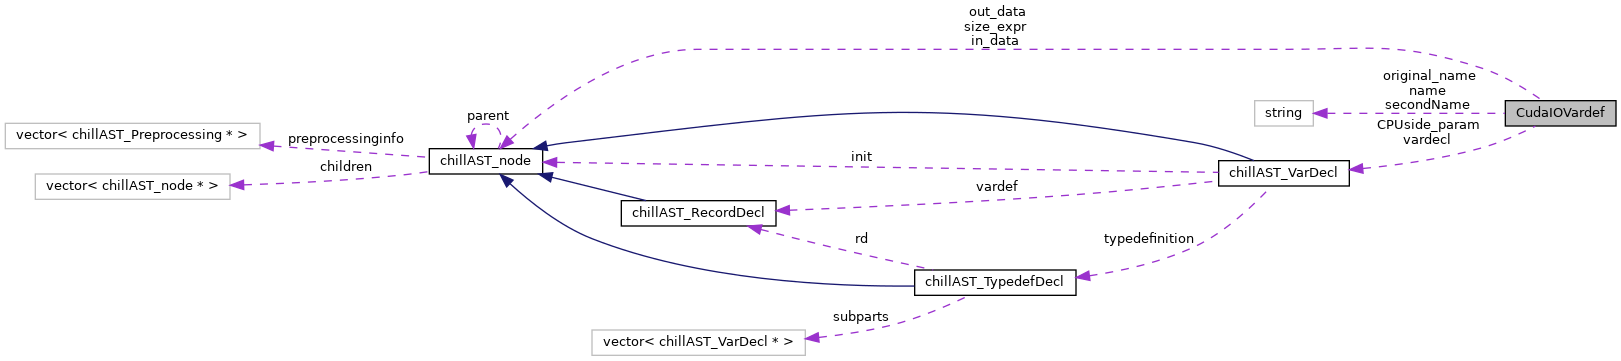 out_data
size_expr
in_data
original_name
name
secondName
string
CudaIOVardef
CPUside_param
vardecl
parent
vector< chillAST_Preprocessing * >
preprocessinginfo
chillAST_node
init
children
chillAST_VarDecl
vector< chillAST_node * >
vardef
chillAST_RecordDecl
rd
typedefinition
chillAST_TypedefDecl
subparts
vector< chillAST_VarDecl * >